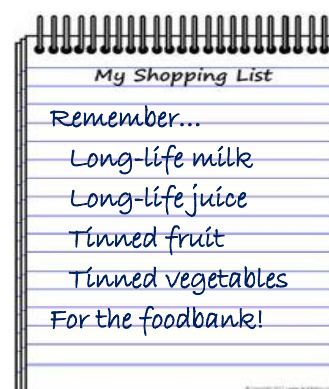 My Shopping List
Remember...
Long-life milk
Long-life juice
Tinned fruit
Tinned vegetables
For the foodbank!